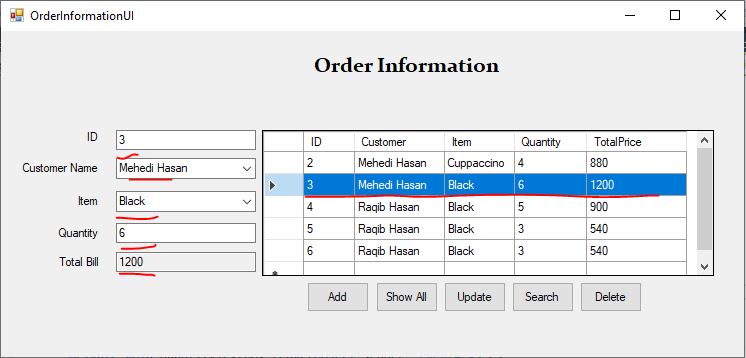 OrderInformationUI
Order Information
ID 3
Customer Name Mehedi Hasan
Item Black
Quantity 6
Total Bill 1200
ID Customer Item Quantity TotalPrice
2 Mehedi Hasan Cuppaccino 4 880
3 Mehedi Hasan Black 6 1200
4 Raqib Hasan Black 5 900
5 Raqib Hasan Black 3 540
6 Raqib Hasan Black 3 540
Add Show All Update Search Delete